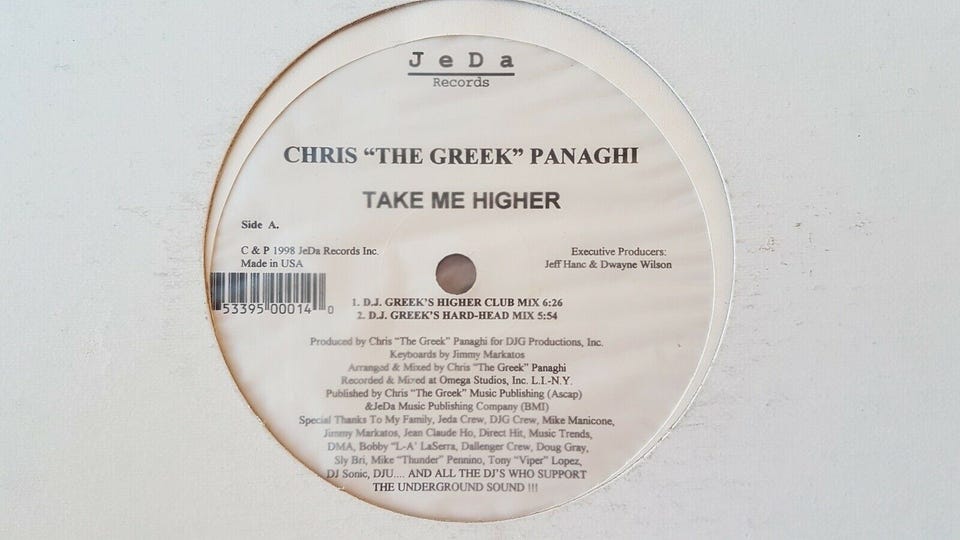 J e D a
Records
CHRIS “THE GREEK” PANAGHI
TAKE ME HIGHER
Side A.
C & P 1998 JeDa Records Inc.
Made in USA
Executive Producers:
Jeff Hanc & Dwayne Wilson
53395 00014 0
1. D.J. GREEK'S HIGHER CLUB MIX 6:26
2. D.J. GREEK'S HARD-HEAD MIX 5:54
Produced by Chris "The Greek" Panaghi for DJG Productions, Inc.
Keyboards by Jimmy Markatos
Arranged & Mixed by Chris "The Greek" Panaghi
Recorded & Mixed at Omega Studios, Inc. L.I.-N.Y.
Published by Chris "The Greek" Music Publishing (Ascap)
&JeDa Music Publishing Company (BMI)
Special Thanks To My Family, Jeda Crew, DJG Crew, Mike Manicone,
Jimmy Markatos, Jean Claude Ho, Direct Hit, Music Trends,
DMA, Bobby "L-A' LaSerra, Dallenger Crew, Doug Gray,
Sly Bri, Mike "Thunder" Pennino, Tony "Viper" Lopez,
DJ Sonic, DJU.... AND ALL THE DJ'S WHO SUPPORT
THE UNDERGROUND SOUND !!!